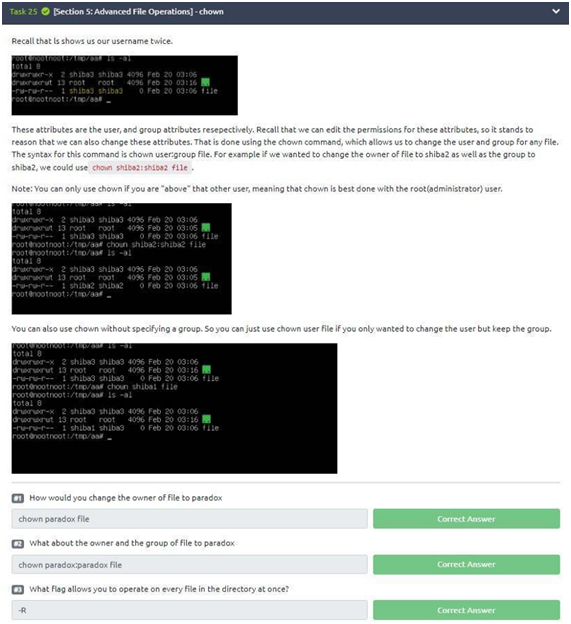 Task 25 [Section 5: Advanced File Operations] - chown
Recall that ls shows us our username twice.
root@nootnoot:/tmp/aa# ls -al
total 8
drwxrwxr-x 2 shiba3 shiba3 4096 Feb 20 03:06 .
drwxrwxrwt 13 root root 4096 Feb 20 03:16 ..
-rw-rw-r-- 1 shiba3 shiba3 0 Feb 20 03:06 file
root@nootnoot:/tmp/aa# _
These attributes are the user, and group attributes resepectively. Recall that we can edit the permissions for these attributes, so it stands to
reason that we can also change these attributes. That is done using the chown command, which allows us to change the user and group for any file.
The syntax for this command is chown user:group file. For example if we wanted to change the owner of file to shiba2 as well as the group to
shiba2, we could use chown shiba2:shiba2 file .
Note: You can only use chown if you are "above" that other user, meaning that chown is best done with the root(administrator) user.
root@nootnoot:/tmp/aa# ls -al
total 8
drwxrwxr-x 2 shiba3 shiba3 4096 Feb 20 03:06 .
drwxrwxrwt 13 root root 4096 Feb 20 03:05 ..
-rw-rw-r-- 1 shiba3 shiba3 0 Feb 20 03:06 file
root@nootnoot:/tmp/aa# chown shiba2:shiba2 file
root@nootnoot:/tmp/aa# ls -al
total 8
drwxrwxr-x 2 shiba3 shiba3 4096 Feb 20 03:06 .
drwxrwxrwt 13 root root 4096 Feb 20 03:05 ..
-rw-rw-r-- 1 shiba2 shiba2 0 Feb 20 03:06 file
root@nootnoot:/tmp/aa# _
You can also use chown without specifying a group. So you can just use chown user file if you only wanted to change the user but keep the group.
root@nootnoot:/tmp/aa# ls -al
total 8
drwxrwxr-x 2 shiba3 shiba3 4096 Feb 20 03:06 .
drwxrwxrwt 13 root root 4096 Feb 20 03:16 ..
-rw-rw-r-- 1 shiba3 shiba3 0 Feb 20 03:06 file
root@nootnoot:/tmp/aa# chown shiba1 file
root@nootnoot:/tmp/aa# ls -al
total 8
drwxrwxr-x 2 shiba3 shiba3 4096 Feb 20 03:06 .
drwxrwxrwt 13 root root 4096 Feb 20 03:16 ..
-rw-rw-r-- 1 shiba1 shiba3 0 Feb 20 03:06 file
root@nootnoot:/tmp/aa# _
#1 How would you change the owner of file to paradox
chown paradox file Correct Answer
#2 What about the owner and the group of file to paradox
chown paradox:paradox file Correct Answer
#3 What flag allows you to operate on every file in the directory at once?
-R Correct Answer